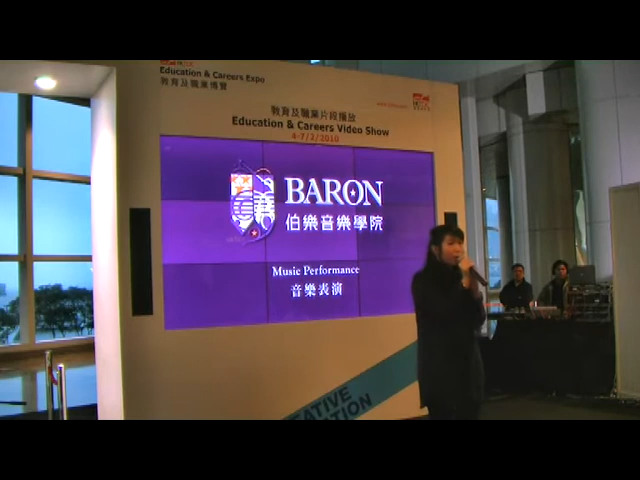 Education & Careers Expo
教育及職業博覽
教育及職業片段播放
Education & Careers Video Show
4-7/2/2010
BARON
伯樂音樂學院
Music Performance
音樂表演